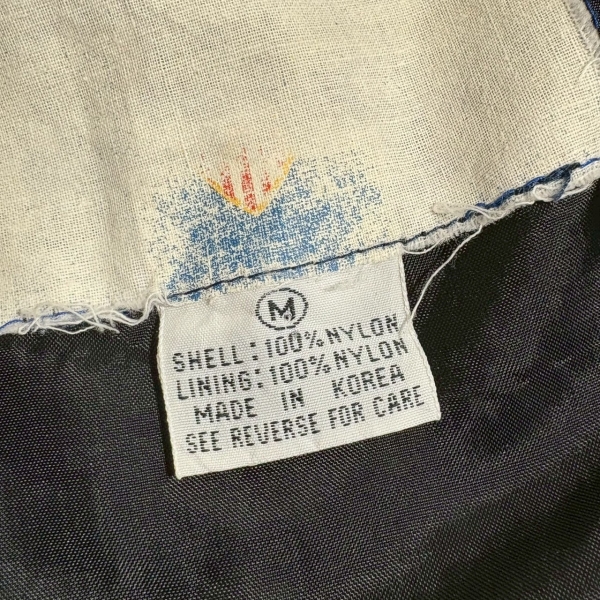 M
SHELL: 100% NYLON
LINING: 100% NYLON
MADE IN KOREA
SEE REVERSE FOR CARE